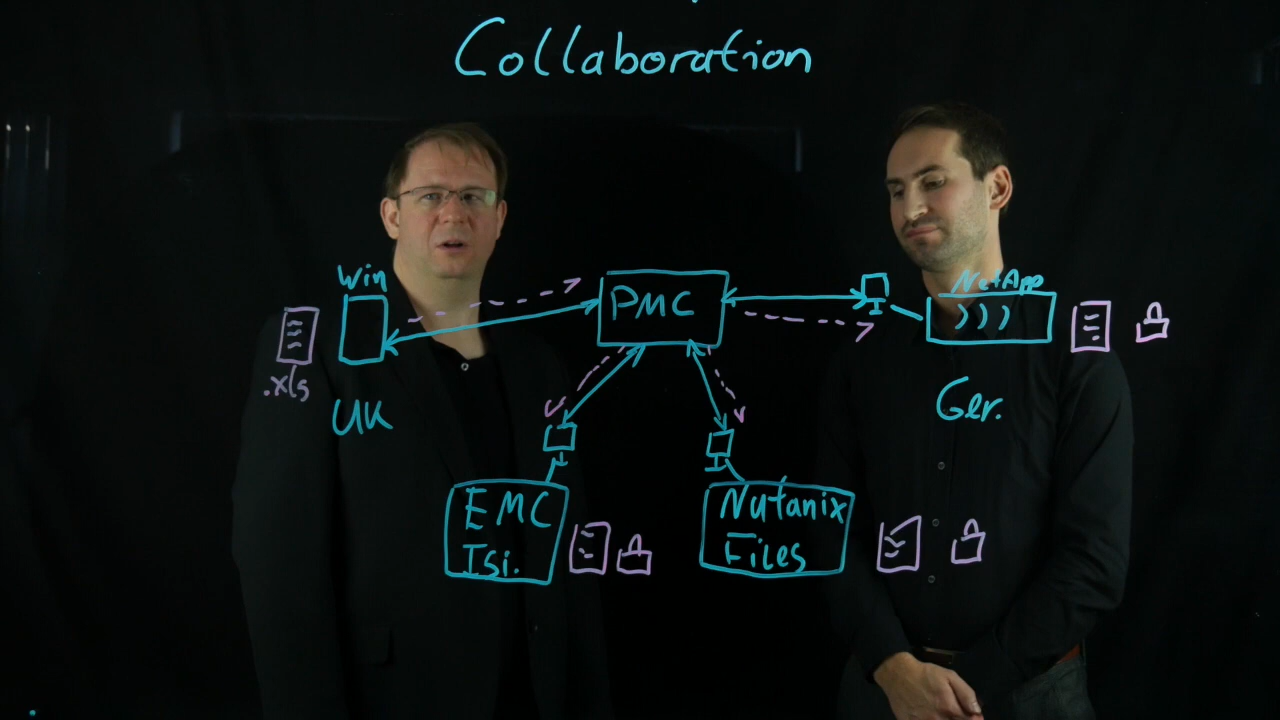 Collaboration
Win
PMC
NetApp
.xls
UK
Ger.
EMC
Isi.
Nutanix
Files